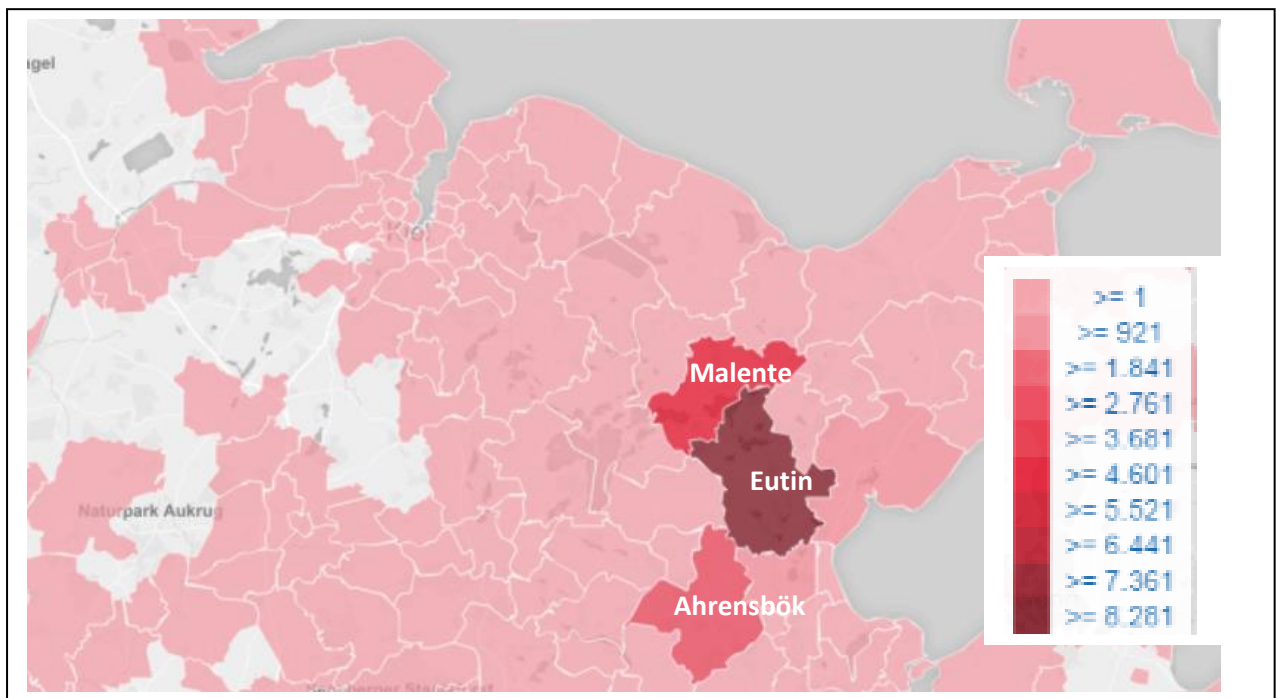 Kiel
Malente
Eutin
Naturpark Aukrug
Ahrensbök
>= 1
>= 921
>= 1.841
>= 2.761
>= 3.681
>= 4.601
>= 5.521
>= 6.441
>= 7.361
>= 8.281